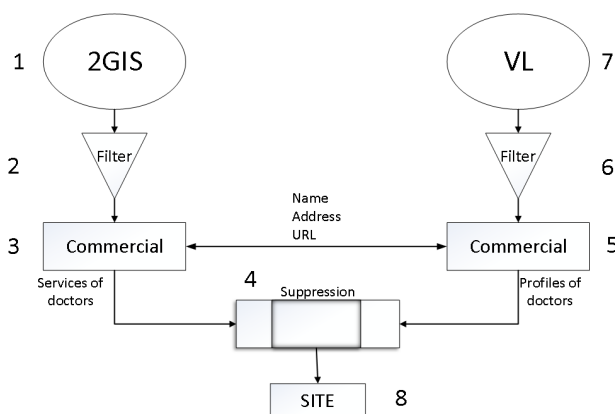 1
2GIS
VL
7
2
Filter
Filter
6
Name
Address
URL
3
Commercial
Commercial
5
Services of
doctors
4
Suppression
Profiles of
doctors
SITE
8